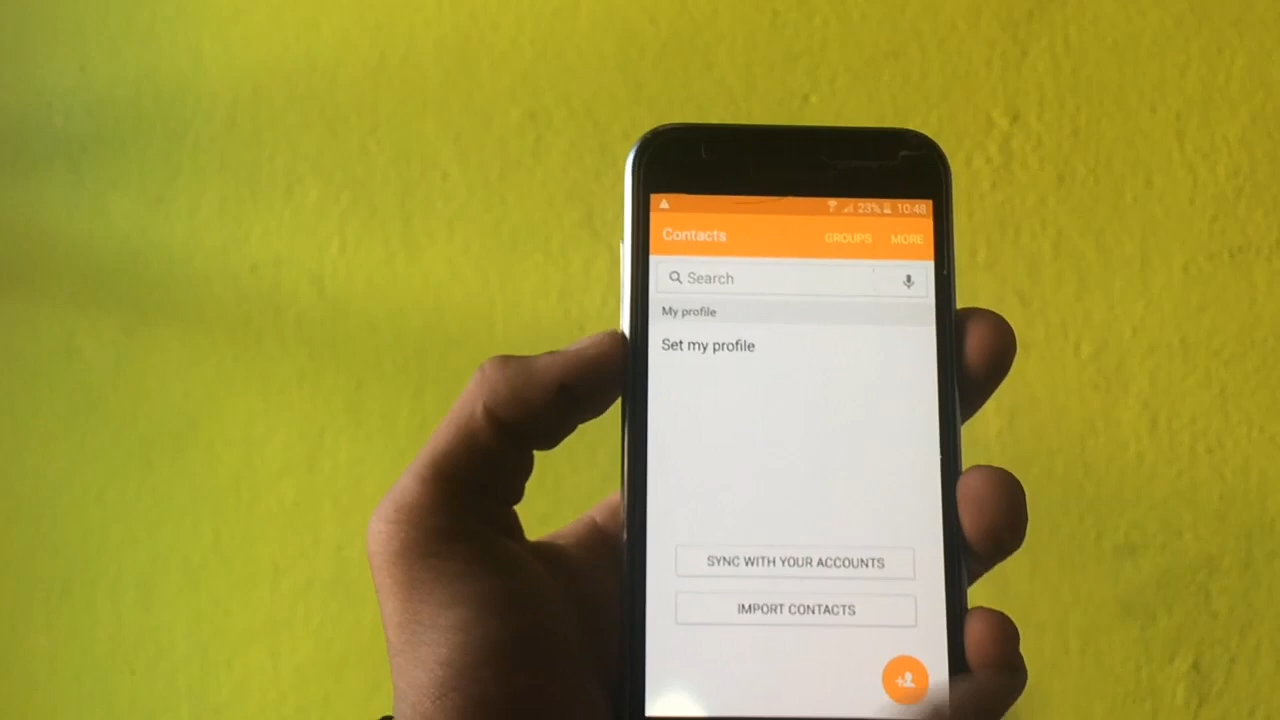 23% 10:48
Contacts GROUPS MORE
Search
My profile
Set my profile
SYNC WITH YOUR ACCOUNTS
IMPORT CONTACTS